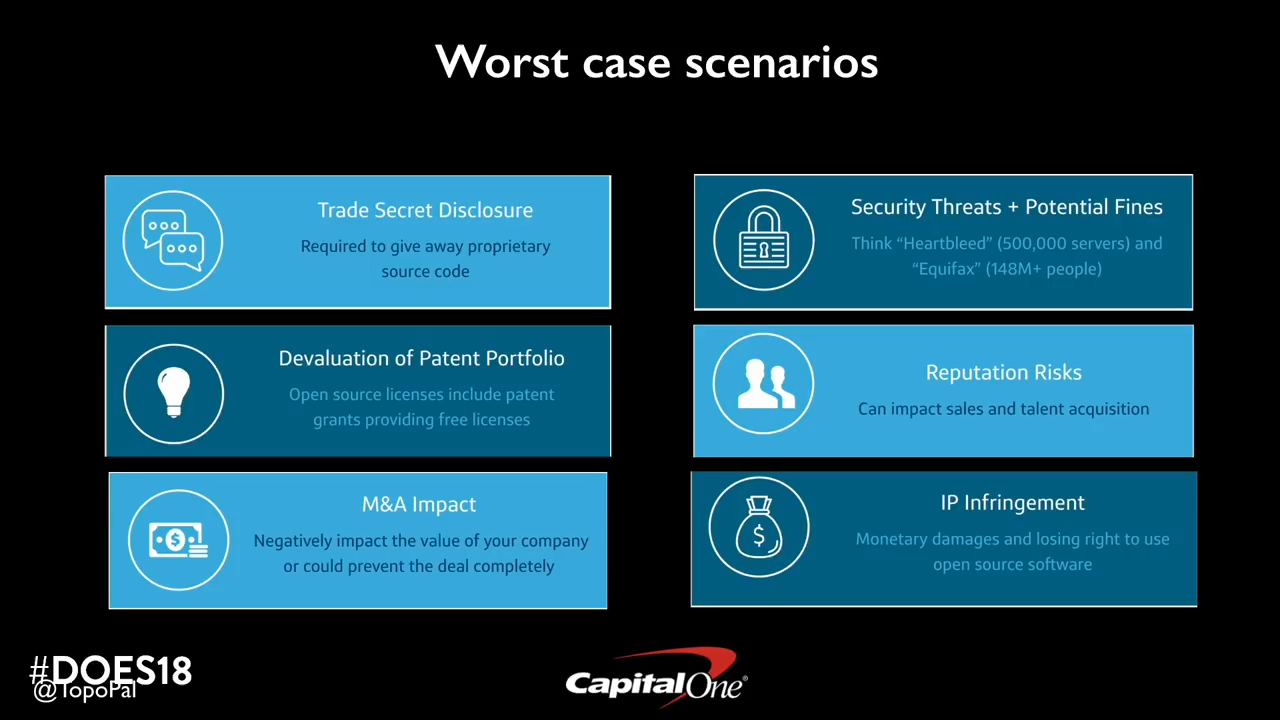 Worst case scenarios
Trade Secret Disclosure
Required to give away proprietary
source code
Devaluation of Patent Portfolio
Open source licenses include patent
grants providing free licenses
M&A Impact
Negatively impact the value of your company
or could prevent the deal completely
Security Threats + Potential Fines
Think “Heartbleed” (500,000 servers) and
“Equifax” (148M+ people)
Reputation Risks
Can impact sales and talent acquisition
IP Infringement
Monetary damages and losing right to use
open source software
#DOES18
@TopoPal
CapitalOne®